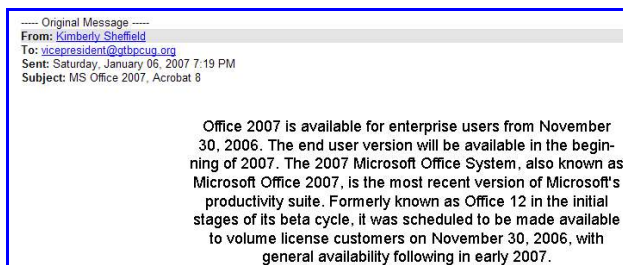 ----- Original Message -----
From: Kimberly Sheffield
To: vicepresident@gtbpcug.org
Sent: Saturday, January 06, 2007 7:19 PM
Subject: MS Office 2007, Acrobat 8
Office 2007 is available for enterprise users from November
30, 2006. The end user version will be available in the begin-
ning of 2007. The 2007 Microsoft Office System, also known as
Microsoft Office 2007, is the most recent version of Microsoft's
productivity suite. Formerly known as Office 12 in the initial
stages of its beta cycle, it was scheduled to be made available
to volume license customers on November 30, 2006, with
general availability following in early 2007.